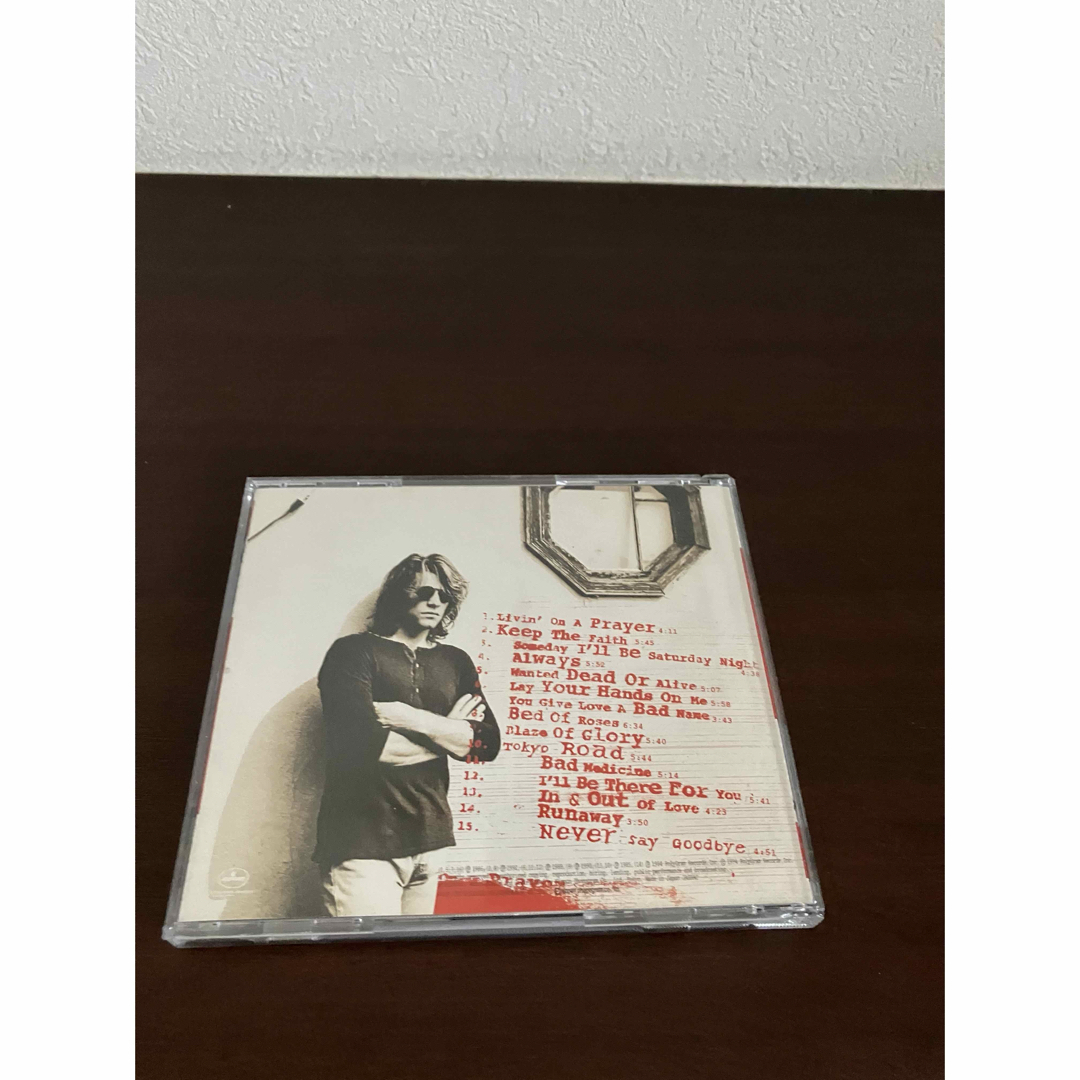 1. Livin' On A Prayer 4:11
2. Keep The Faith 5:45
3. Someday I'll Be Saturday Night 4:38
4. Always 5:52
5. Wanted Dead Or Alive 5:07
Lay Your Hands On Me 5:58
You Give Love A Bad Name 3:43
8. Bed Of Roses 6:34
Blaze Of Glory 5:40
10. Tokyo Road 5:44
11. Bad Medicine 5:14
12. I'll Be There For You 5:41
13. In & Out of Love 4:23
14. Runaway 3:50
15. Never Say Goodbye 4:51